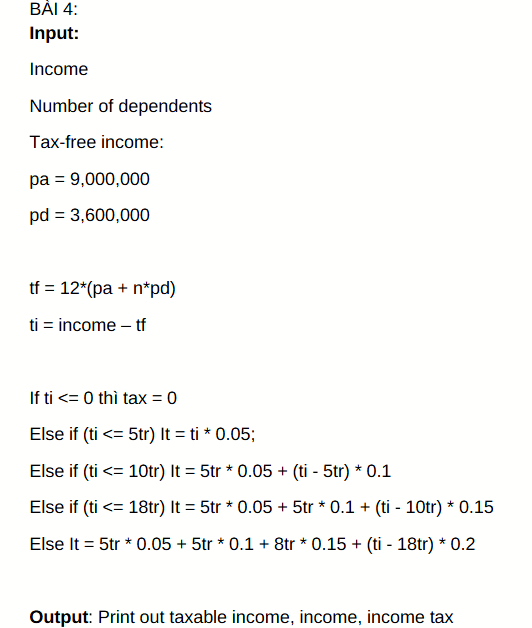 BÀI 4:
Input:
Income
Number of dependents
Tax-free income:
pa = 9,000,000
pd = 3,600,000
tf = 12*(pa + n*pd)
ti = income – tf
If ti <= 0 thì tax = 0
Else if (ti <= 5tr) It = ti * 0.05;
Else if (ti <= 10tr) It = 5tr * 0.05 + (ti - 5tr) * 0.1
Else if (ti <= 18tr) It = 5tr * 0.05 + 5tr * 0.1 + (ti - 10tr) * 0.15
Else It = 5tr * 0.05 + 5tr * 0.1 + 8tr * 0.15 + (ti - 18tr) * 0.2
Output: Print out taxable income, income, income tax